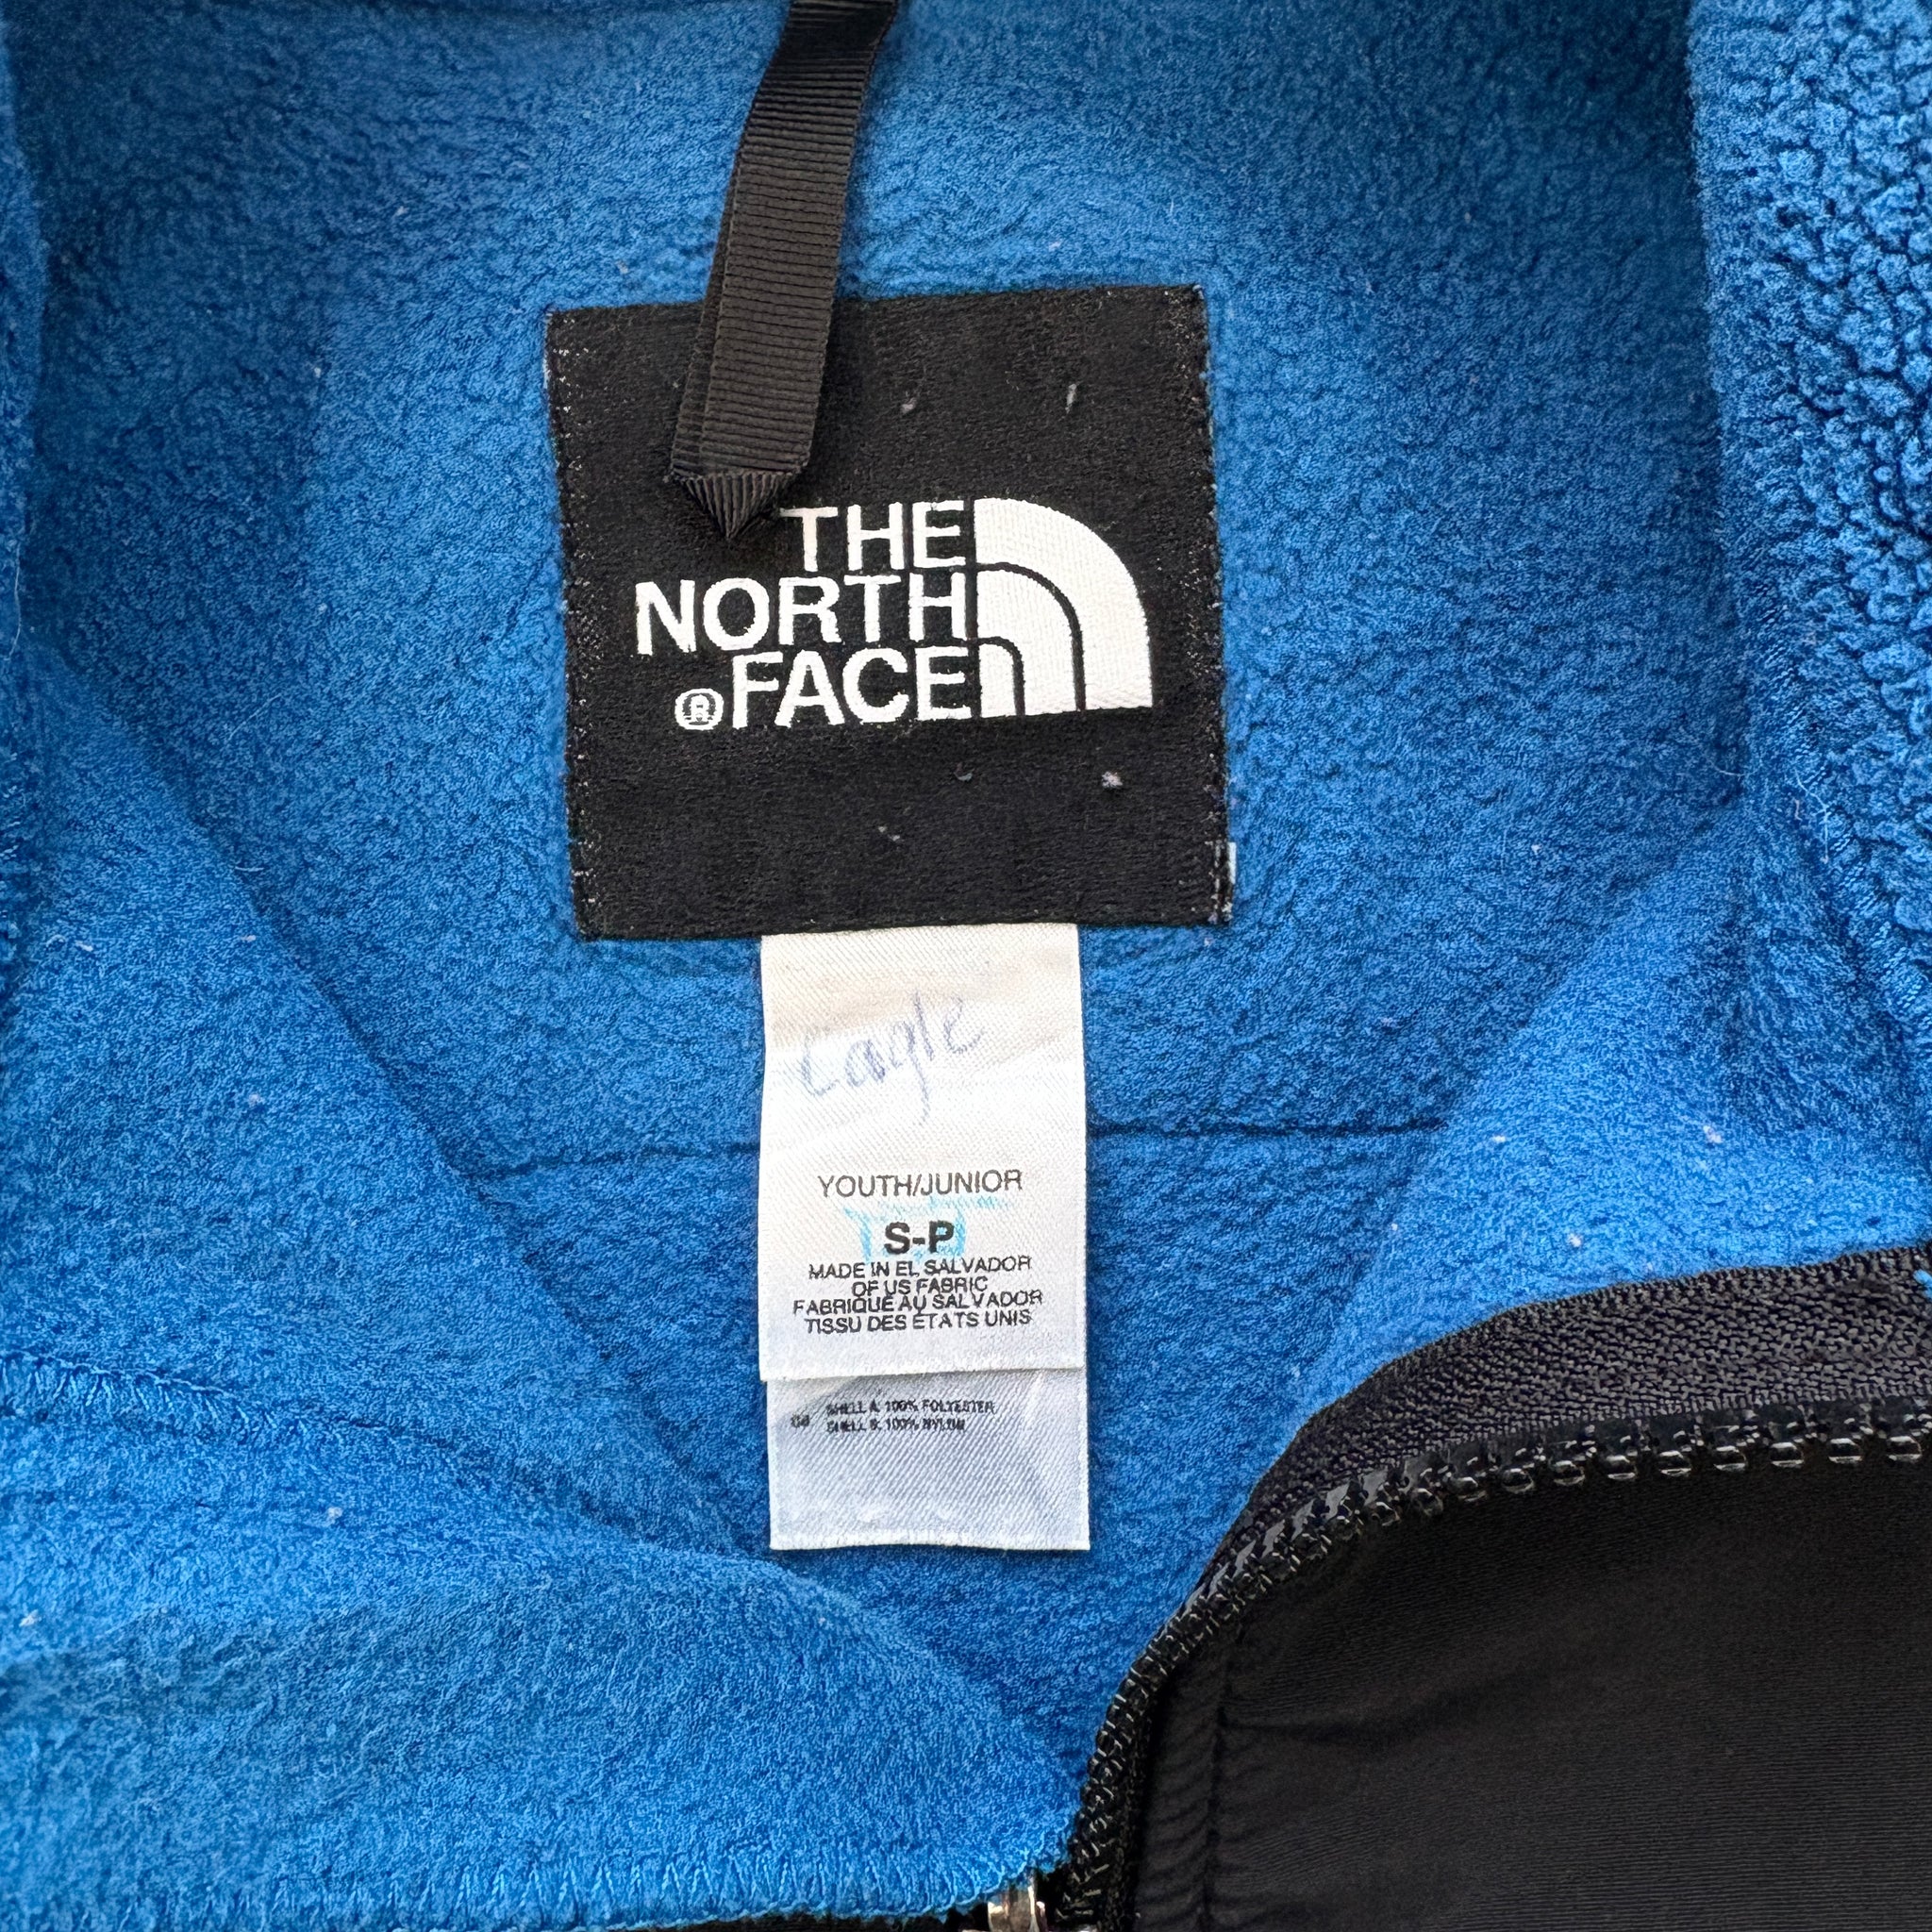 THE
NORTH
®FACE
Cagle
YOUTH/JUNIOR
S-P
MADE IN EL SALVADOR
OF US FABRIC
FABRIQUÉ AU SALVADOR
TISSU DES ÉTATS UNIS
SHELL A: 100% POLYESTER
SHELL B: 100% NYLON